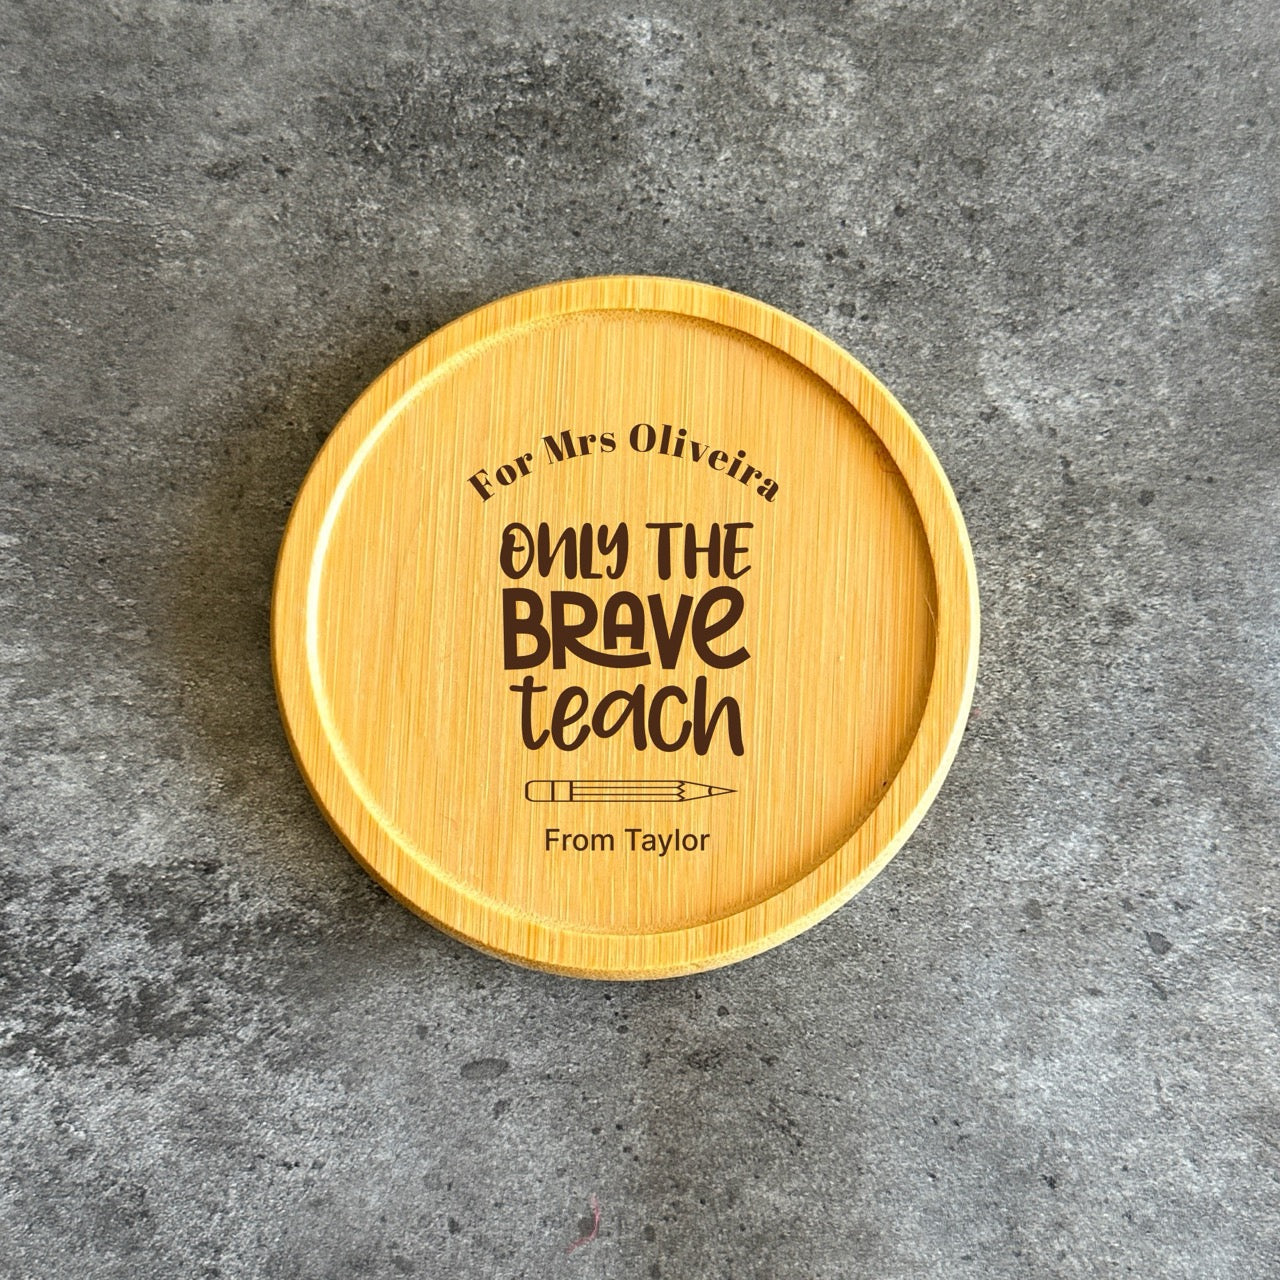 For Mrs Oliveira
ONLY THE
BRAVE
teach
From Taylor